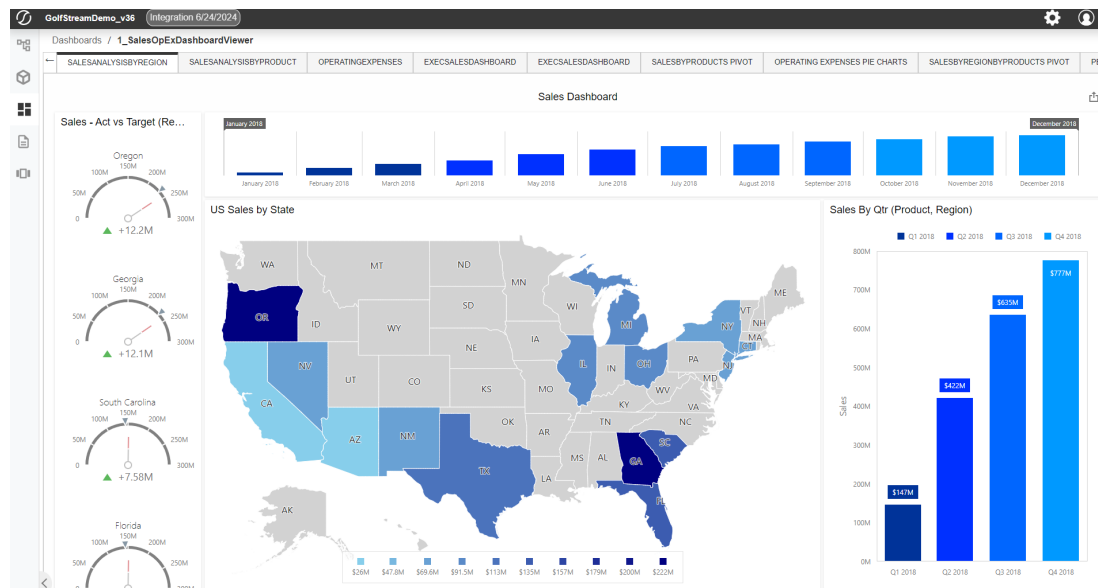 GolfStreamDemo_v36 Integration 6/24/2024
Dashboards / 1_SalesOpExDashboardViewer
← SALESANALYSISBYREGION SALESANALYSISBYPRODUCT OPERATINGEXPENSES EXECSALESDASHBOARD EXECSALESDASHBOARD SALESBYPRODUCTS PIVOT OPERATING EXPENSES PIE CHARTS SALESBYREGIONBYPRODUCTS PIVOT
Sales Dashboard
Sales - Act vs Target (Re...
Oregon
150M
100M 200M
50M 250M
0 300M
+12.2M
Georgia
150M
100M 200M
50M 250M
0 300M
+12.1M
South Carolina
150M
100M 200M
50M 250M
0 300M
+7.58M
Florida
150M
100M 200M
50M 250M
January 2018 December 2018
January 2018 February 2018 March 2018 April 2018 May 2018 June 2018 July 2018 August 2018 September 2018 October 2018 November 2018 December 2018
US Sales by State
WA MT ND MN ME
OR ID SD WI MI VT NH
WY IA NY MA CT
NE PA NJ
NV UT CO IL IN OH MD
KS MO WV VA
CA KY
AZ NM OK AR TN NC
SC
TX MS AL GA
LA
AK FL
$26M $47.8M $69.6M $91.5M $113M $135M $157M $179M $200M $222M
Sales By Qtr (Product, Region)
Q1 2018 Q2 2018 Q3 2018 Q4 2018
800M
700M
600M
500M
400M
300M
200M
100M
0M
Sales
$147M
$422M
$635M
$777M
Q1 2018 Q2 2018 Q3 2018 Q4 2018